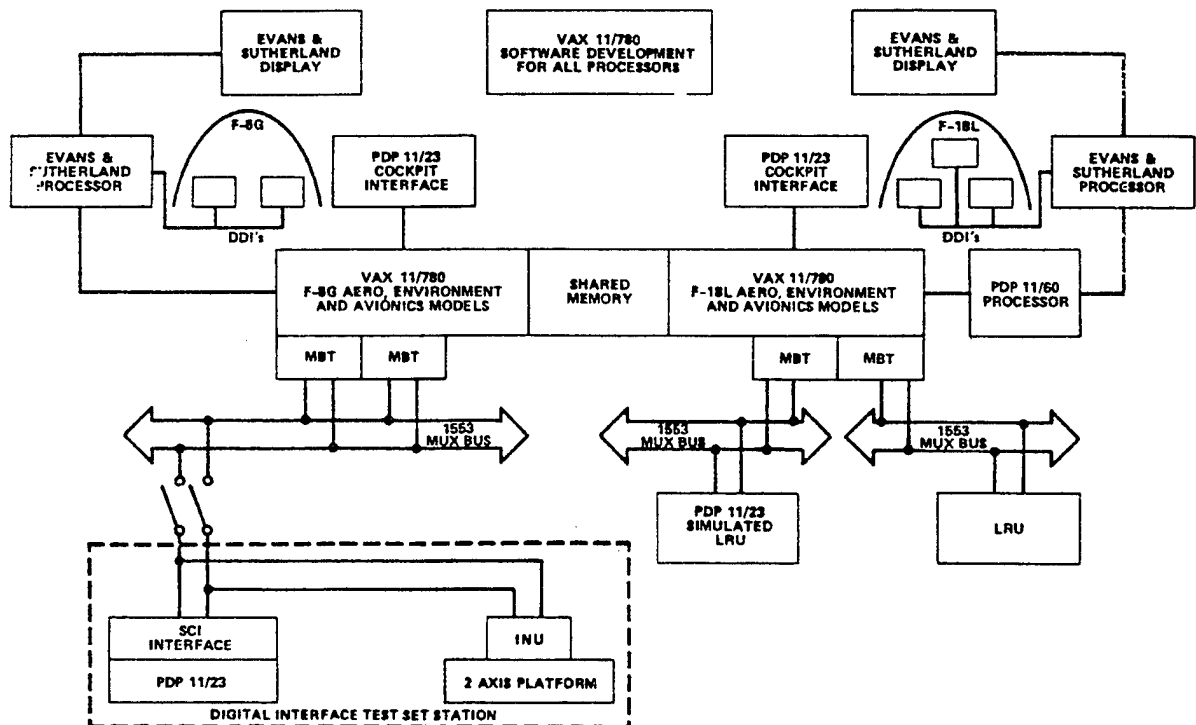 EVANS &
SUTHERLAND
DISPLAY
VAX 11/780
SOFTWARE DEVELOPMENT
FOR ALL PROCESSORS
EVANS &
SUTHERLAND
DISPLAY
EVANS &
SUTHERLAND
PROCESSOR
F-8G
DDI's
PDP 11/23
COCKPIT
INTERFACE
PDP 11/23
COCKPIT
INTERFACE
F-18L
DDI's
EVANS &
SUTHERLAND
PROCESSOR
VAX 11/780
F-8G AERO, ENVIRONMENT
AND AVIONICS MODELS
SHARED
MEMORY
VAX 11/780
F-18L AERO, ENVIRONMENT
AND AVIONICS MODELS
PDP 11/60
PROCESSOR
MBT
MBT
MBT
MBT
1553
MUX BUS
1553
MUX BUS
1553
MUX BUS
PDP 11/23
SIMULATED
LRU
LRU
SCI
INTERFACE
PDP 11/23
INU
2 AXIS PLATFORM
DIGITAL INTERFACE TEST SET STATION